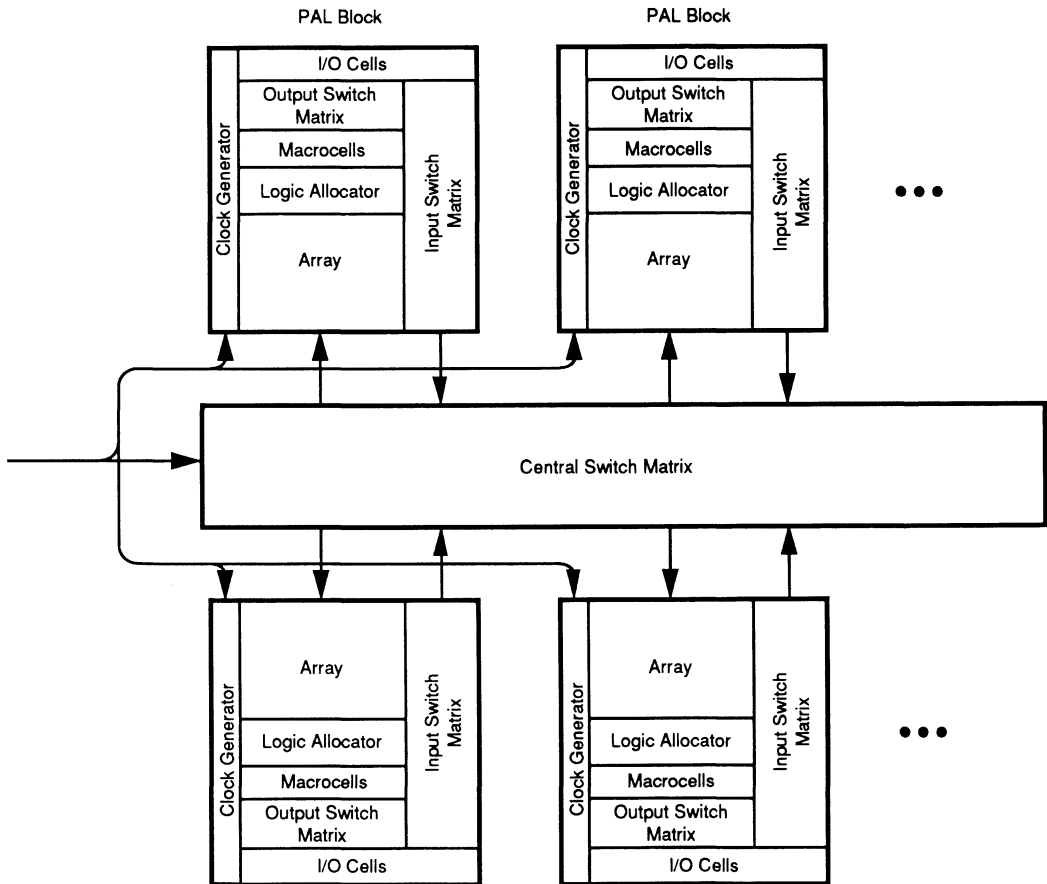 PAL Block
PAL Block
Clock Generator
I/O Cells
Output Switch
Matrix
Macrocells
Logic Allocator
Array
Input Switch
Matrix
Clock Generator
I/O Cells
Output Switch
Matrix
Macrocells
Logic Allocator
Array
Input Switch
Matrix
Central Switch Matrix
Clock Generator
Array
Logic Allocator
Macrocells
Output Switch
Matrix
I/O Cells
Input Switch
Matrix
Clock Generator
Array
Logic Allocator
Macrocells
Output Switch
Matrix
I/O Cells
Input Switch
Matrix